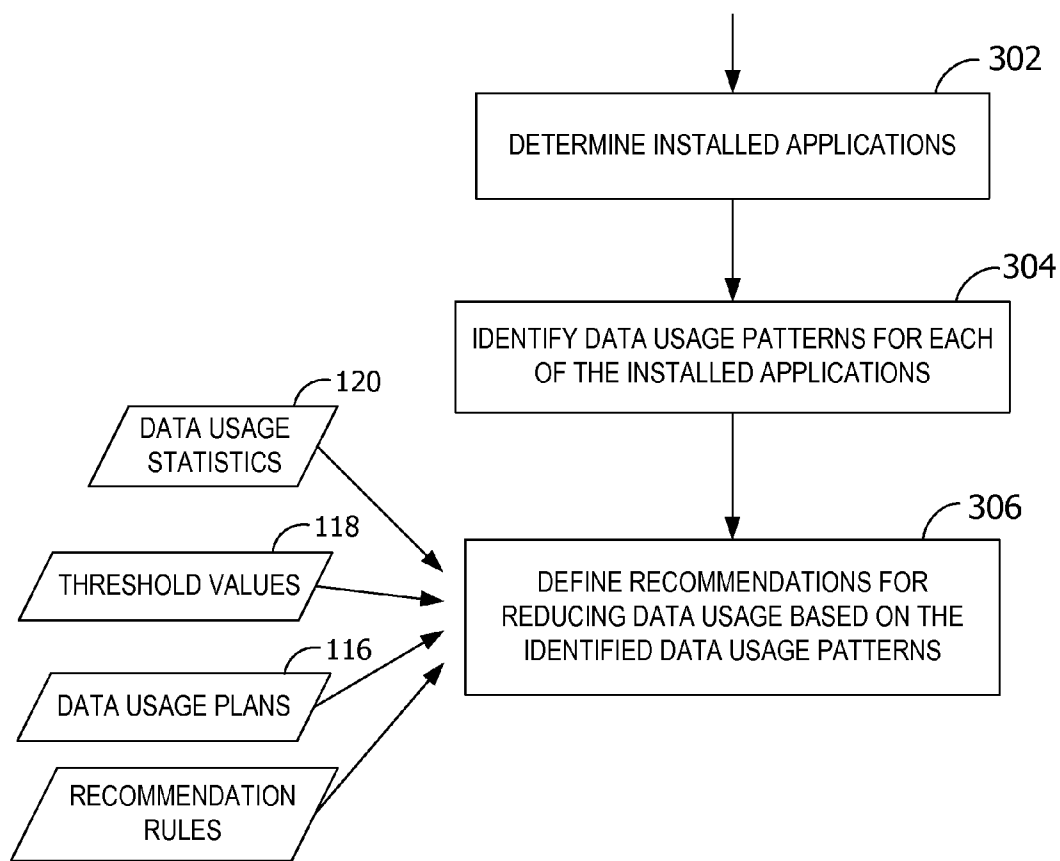 302
DETERMINE INSTALLED APPLICATIONS
304
IDENTIFY DATA USAGE PATTERNS FOR EACH
OF THE INSTALLED APPLICATIONS
120
DATA USAGE
STATISTICS
118
THRESHOLD VALUES
116
DATA USAGE PLANS
RECOMMENDATION
RULES
306
DEFINE RECOMMENDATIONS FOR
REDUCING DATA USAGE BASED ON THE
IDENTIFIED DATA USAGE PATTERNS